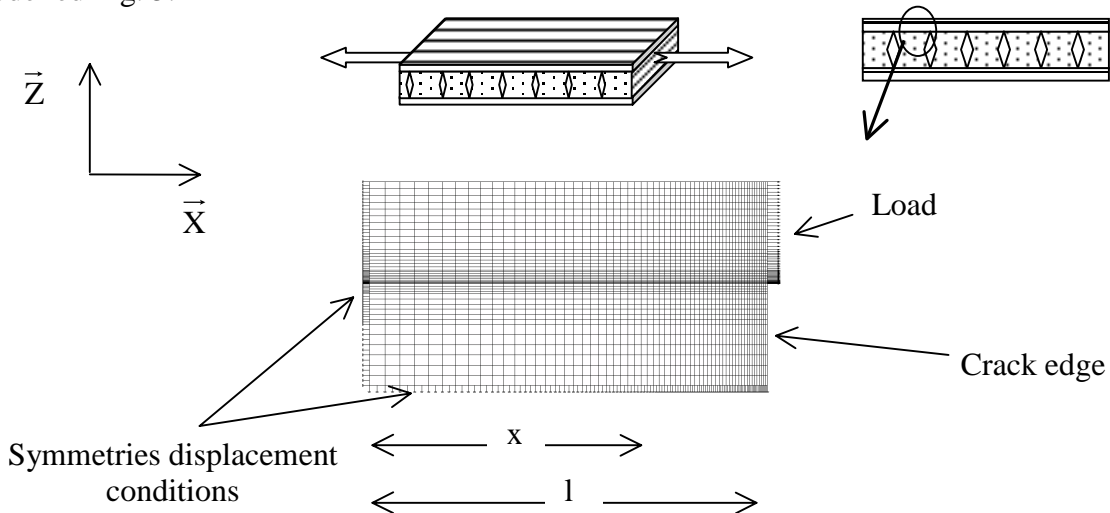 Z
X
Load
Crack edge
Symmetries displacement
conditions
x
l